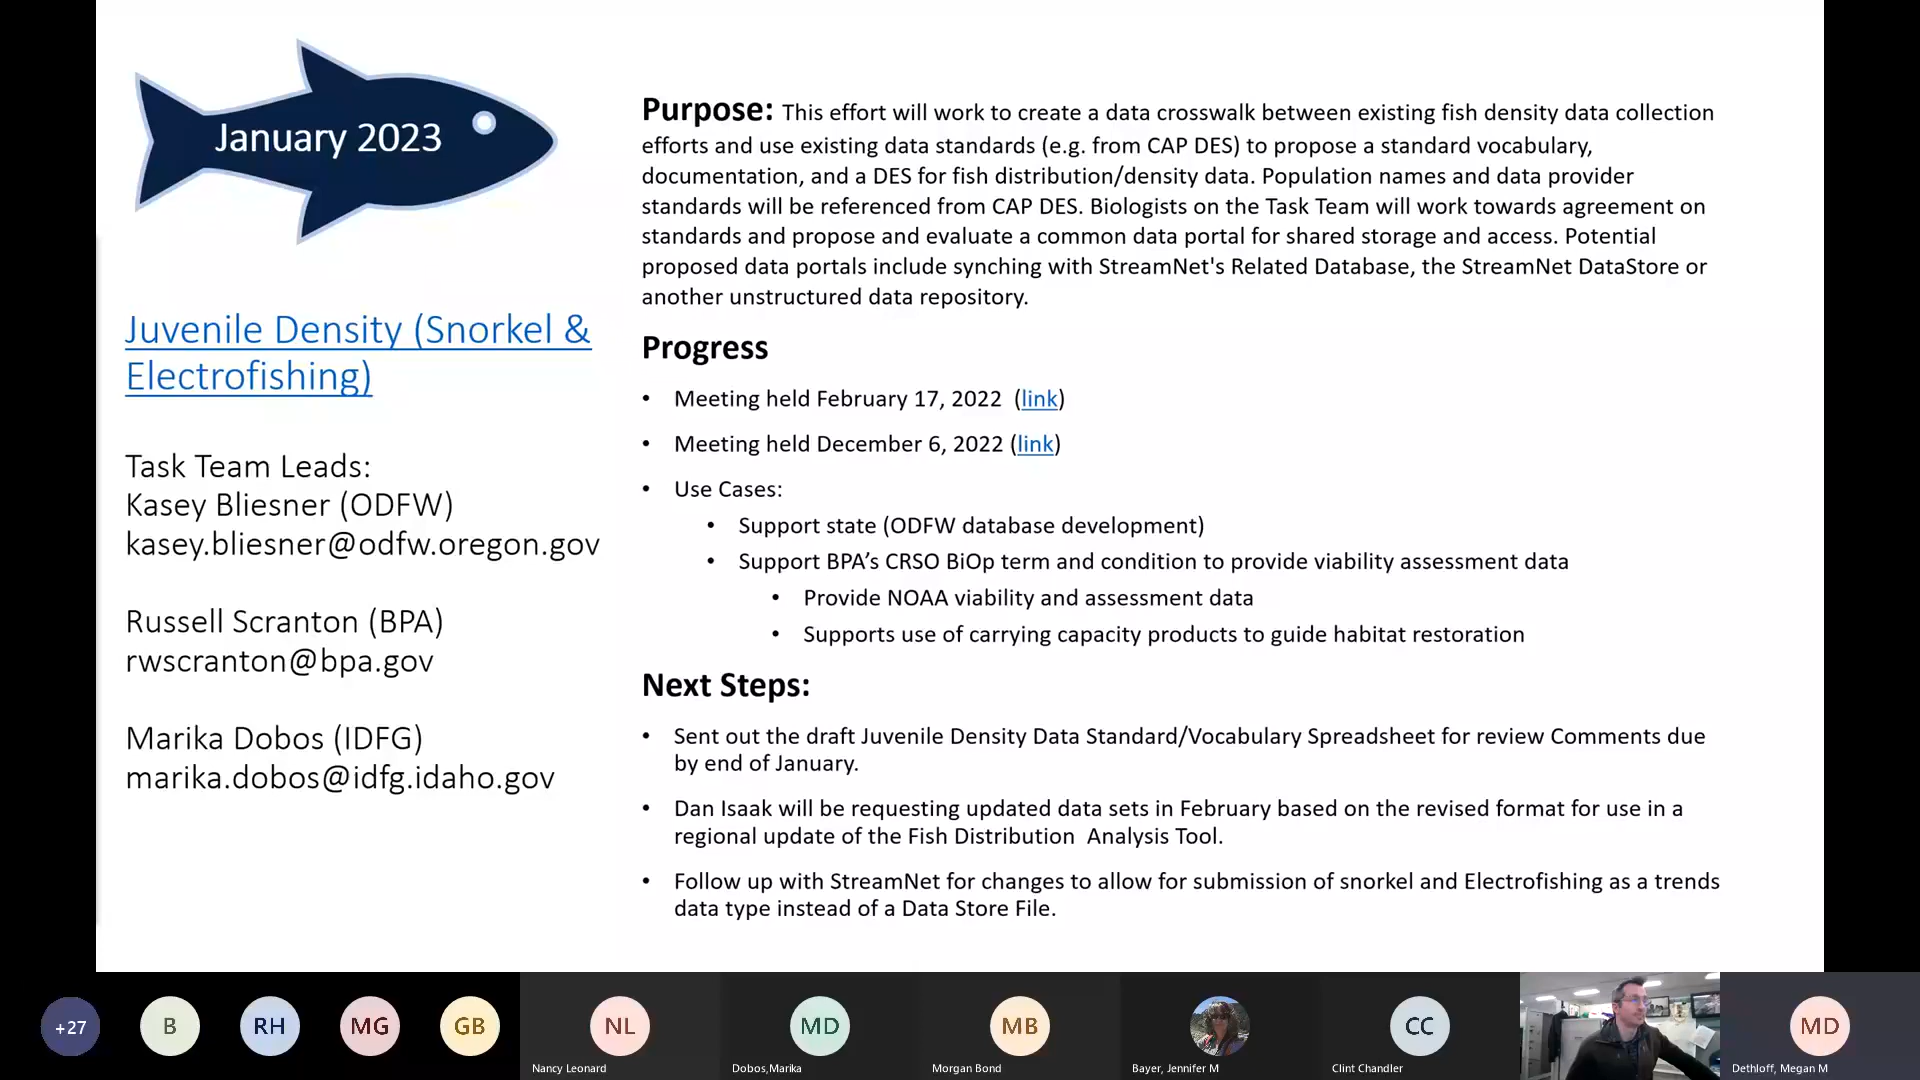 January 2023
Juvenile Density (Snorkel &
Electrofishing)
Task Team Leads:
Kasey Bliesner (ODFW)
kasey.bliesner@odfw.oregon.gov
Russell Scranton (BPA)
rwscranton@bpa.gov
Marika Dobos (IDFG)
marika.dobos@idfg.idaho.gov
Purpose: This effort will work to create a data crosswalk between existing fish density data collection
efforts and use existing data standards (e.g. from CAP DES) to propose a standard vocabulary,
documentation, and a DES for fish distribution/density data. Population names and data provider
standards will be referenced from CAP DES. Biologists on the Task Team will work towards agreement on
standards and propose and evaluate a common data portal for shared storage and access. Potential
proposed data portals include synching with StreamNet's Related Database, the StreamNet DataStore or
another unstructured data repository.
Progress
• Meeting held February 17, 2022 (link)
• Meeting held December 6, 2022 (link)
• Use Cases:
• Support state (ODFW database development)
• Support BPA’s CRSO BiOp term and condition to provide viability assessment data
• Provide NOAA viability and assessment data
• Supports use of carrying capacity products to guide habitat restoration
Next Steps:
• Sent out the draft Juvenile Density Data Standard/Vocabulary Spreadsheet for review Comments due
by end of January.
• Dan Isaak will be requesting updated data sets in February based on the revised format for use in a
regional update of the Fish Distribution Analysis Tool.
• Follow up with StreamNet for changes to allow for submission of snorkel and Electrofishing as a trends
data type instead of a Data Store File.
+27
B
RH
MG
GB
NL
MD
MB
CC
MD
Nancy Leonard
Dobos,Marika
Morgan Bond
Bayer, Jennifer M
Clint Chandler
Dethloff, Megan M